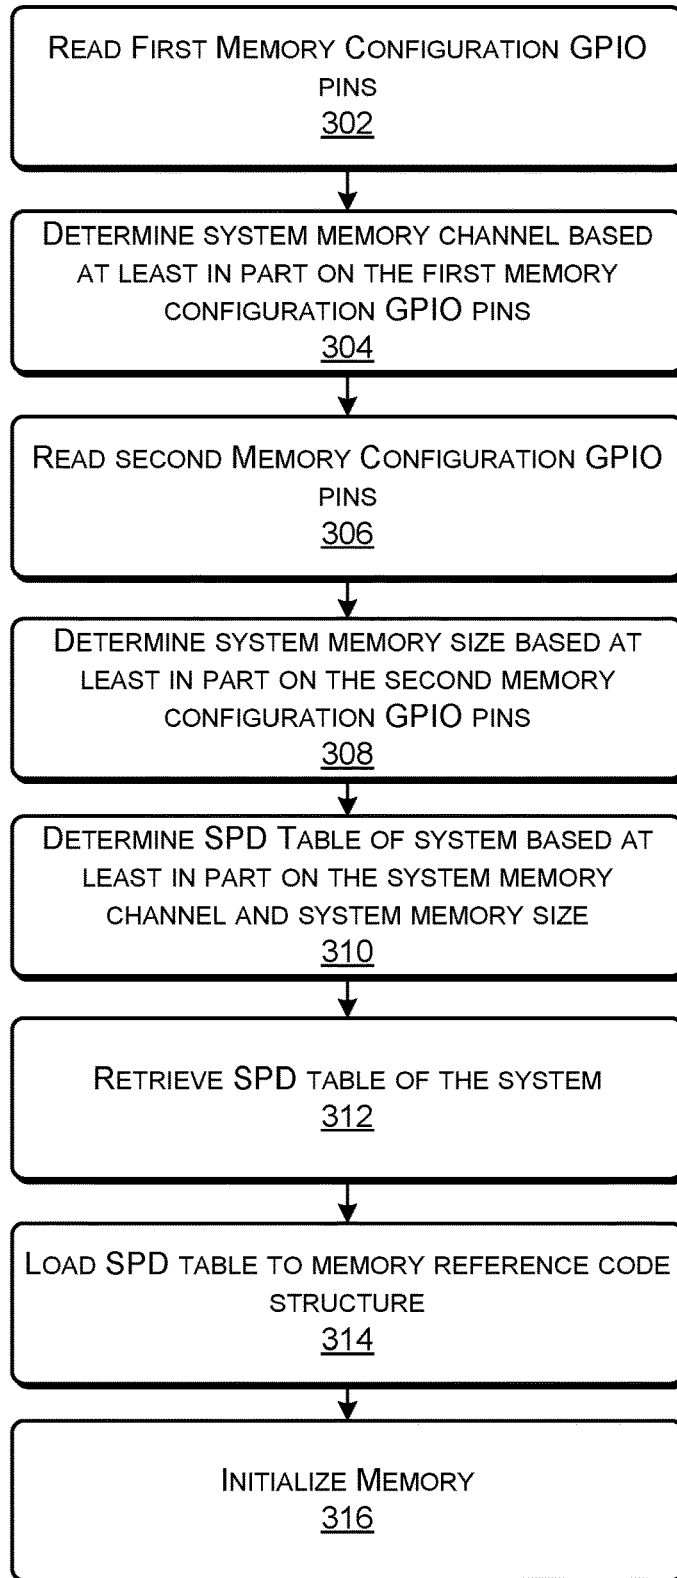 READ FIRST MEMORY CONFIGURATION GPIO
PINS
302
DETERMINE SYSTEM MEMORY CHANNEL BASED
AT LEAST IN PART ON THE FIRST MEMORY
CONFIGURATION GPIO PINS
304
READ SECOND MEMORY CONFIGURATION GPIO
PINS
306
DETERMINE SYSTEM MEMORY SIZE BASED AT
LEAST IN PART ON THE SECOND MEMORY
CONFIGURATION GPIO PINS
308
DETERMINE SPD TABLE OF SYSTEM BASED AT
LEAST IN PART ON THE SYSTEM MEMORY
CHANNEL AND SYSTEM MEMORY SIZE
310
RETRIEVE SPD TABLE OF THE SYSTEM
312
LOAD SPD TABLE TO MEMORY REFERENCE CODE
STRUCTURE
314
INITIALIZE MEMORY
316